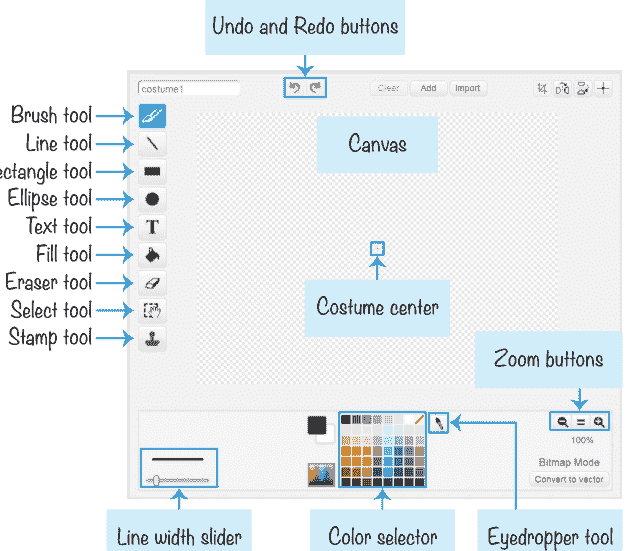 Undo and Redo buttons
costume1
Clear
Add
Import
Brush tool
Line tool
ectangle tool
Ellipse tool
Text tool
T
Fill tool
Eraser tool
Select tool
Stamp tool
Canvas
Costume center
Zoom buttons
100%
Bitmap Mode
Convert to vector
Line width slider
Color selector
Eyedropper tool